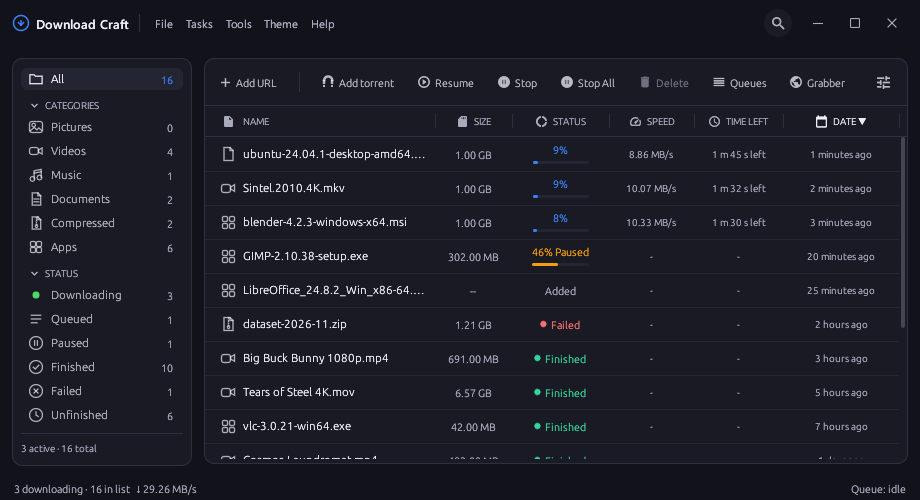 Download Craft File Tasks Tools Theme Help
All 16
CATEGORIES
Pictures 0
Videos 4
Music 1
Documents 2
Compressed 2
Apps 6
STATUS
Downloading 3
Queued 1
Paused 1
Finished 10
Failed 1
Unfinished 6
3 active · 16 total
Add URL Add torrent Resume Stop Stop All Delete Queues Grabber
NAME SIZE STATUS SPEED TIME LEFT DATE ▼
ubuntu-24.04.1-desktop-amd64.... 1.00 GB 9% 8.86 MB/s 1 m 45 s left 1 minutes ago
Sintel.2010.4K.mkv 1.00 GB 9% 10.07 MB/s 1 m 32 s left 2 minutes ago
blender-4.2.3-windows-x64.msi 1.00 GB 8% 10.33 MB/s 1 m 30 s left 3 minutes ago
GIMP-2.10.38-setup.exe 302.00 MB 46% Paused - - 20 minutes ago
LibreOffice_24.8.2_Win_x86-64.... -- Added - - 25 minutes ago
dataset-2026-11.zip 1.21 GB Failed - - 2 hours ago
Big Buck Bunny 1080p.mp4 691.00 MB Finished - - 3 hours ago
Tears of Steel 4K.mov 6.57 GB Finished - - 5 hours ago
vlc-3.0.21-win64.exe 42.00 MB Finished - - 7 hours ago
3 downloading · 16 in list ↓ 29.26 MB/s Queue: idle